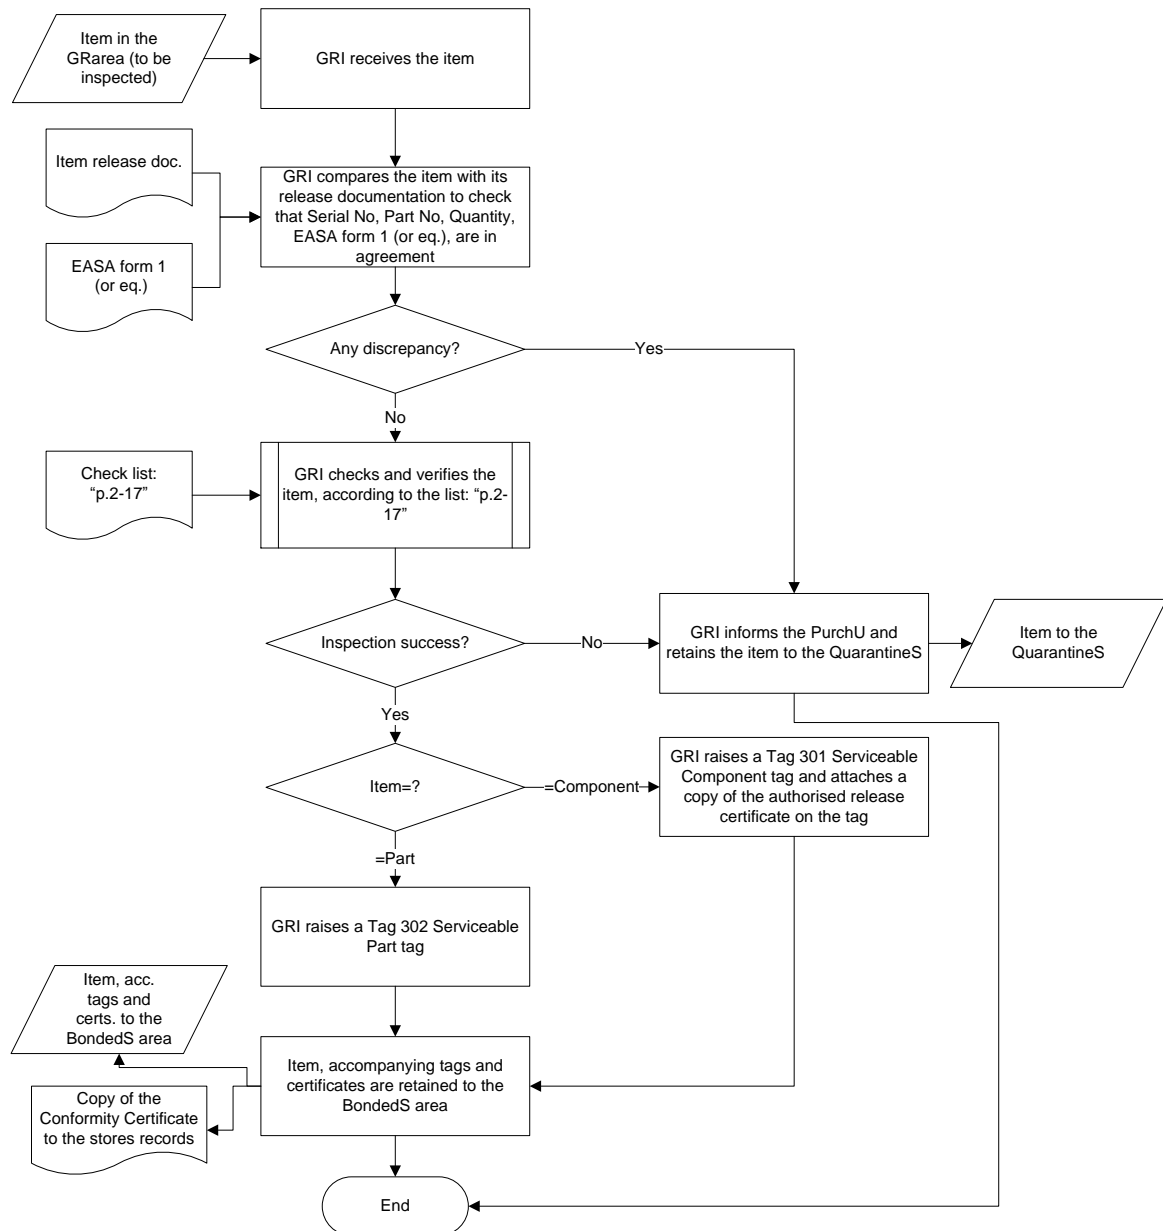 Item in the
GRarea (to be
inspected)
GRI receives the item
Item release doc.
GRI compares the item with its
release documentation to check
that Serial No, Part No, Quantity,
EASA form 1 (or eq.), are in
agreement
EASA form 1
(or eq.)
Any discrepancy?
Yes
No
Check list:
“p.2-17”
GRI checks and verifies the
item, according to the list: “p.2-
17”
Inspection success?
No
GRI informs the PurchU and
retains the item to the QuarantineS
Item to the
QuarantineS
Yes
Item=?
=Component
GRI raises a Tag 301 Serviceable
Component tag and attaches a
copy of the authorised release
certificate on the tag
=Part
GRI raises a Tag 302 Serviceable
Part tag
Item, acc.
tags and
certs. to the
BondedS area
Item, accompanying tags and
certificates are retained to the
BondedS area
Copy of the
Conformity Certificate
to the stores records
End